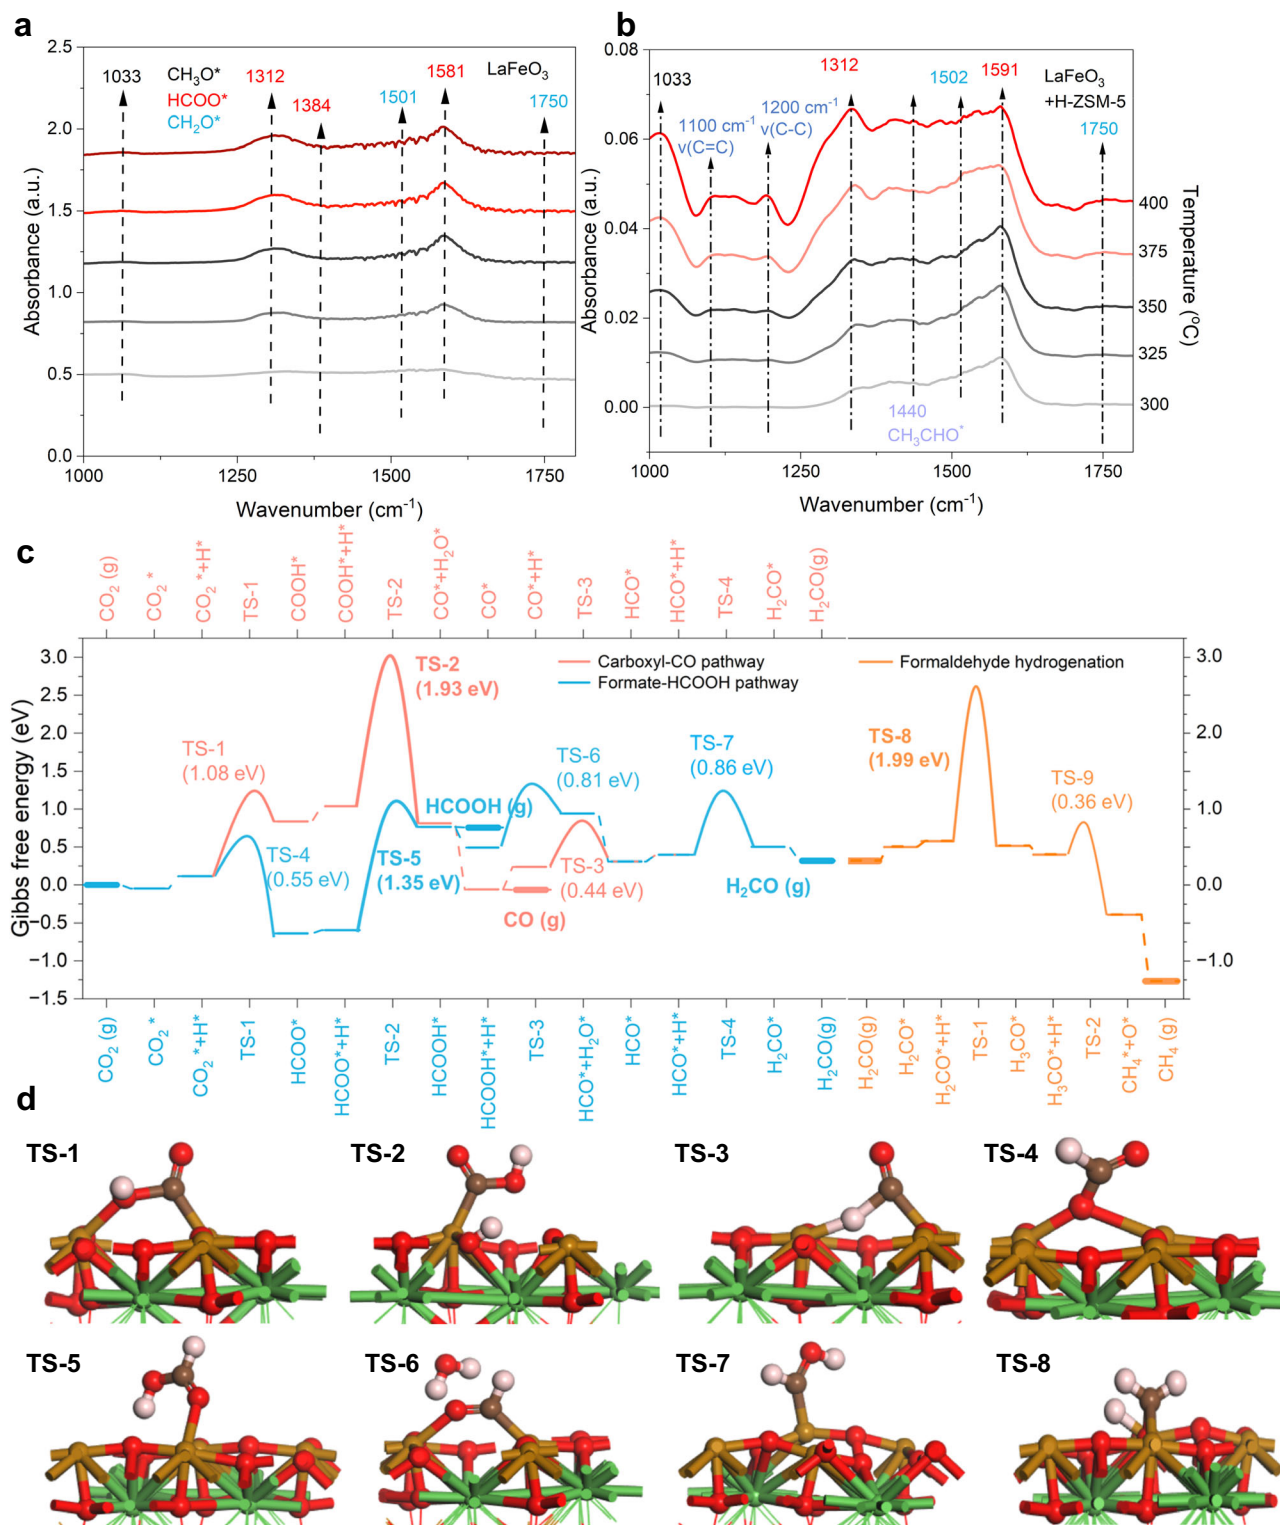 a
2.5
2.0
1.5
1.0
0.5
0.0
Absorbance (a.u.)
1000
1250
1500
1750
Wavenumber (cm⁻¹)
1033
CH₃O*
HCOO*
CH₂O*
1312
1384
1501
1581
LaFeO₃
1750
b
0.08
0.06
0.04
0.02
0.00
Absorbance (a.u.)
1000
1250
1500
1750
Wavenumber (cm⁻¹)
1033
1100 cm⁻¹
v(C=C)
1200 cm⁻¹
v(C-C)
1312
1502
1591
LaFeO₃
+H-ZSM-5
1750
1440
CH₃CHO*
400
375
350
325
300
Temperature (°C)
c
CO₂ (g)
CO₂*
CO₂*+H*
TS-1
COOH*
COOH*+H*
TS-2
CO*+H₂O*
CO*
CO*+H*
TS-3
HCO*
HCO*+H*
TS-4
H₂CO*
H₂CO(g)
Gibbs free energy (eV)
3.0
2.5
2.0
1.5
1.0
0.5
0.0
−0.5
−1.0
−1.5
TS-1
(1.08 eV)
TS-2
(1.93 eV)
Carboxyl-CO pathway
Formate-HCOOH pathway
Formaldehyde hydrogenation
TS-4
(0.55 eV)
TS-5
(1.35 eV)
HCOOH (g)
TS-6
(0.81 eV)
TS-3
(0.44 eV)
CO (g)
TS-7
(0.86 eV)
H₂CO (g)
TS-8
(1.99 eV)
TS-9
(0.36 eV)
3.0
2.0
1.0
0.0
−1.0
CO₂ (g)
CO₂*
CO₂*+H*
TS-1
HCOO*
HCOO*+H*
TS-2
HCOOH*
HCOOH*+H*
TS-3
HCO*+H₂O*
HCO*
HCO*+H*
TS-4
H₂CO*
H₂CO(g)
H₂CO(g)
H₂CO*
H₂CO*+H*
TS-1
H₃CO*
H₃CO*+H*
TS-2
CH₄*+O*
CH₄ (g)
d
TS-1
TS-2
TS-3
TS-4
TS-5
TS-6
TS-7
TS-8